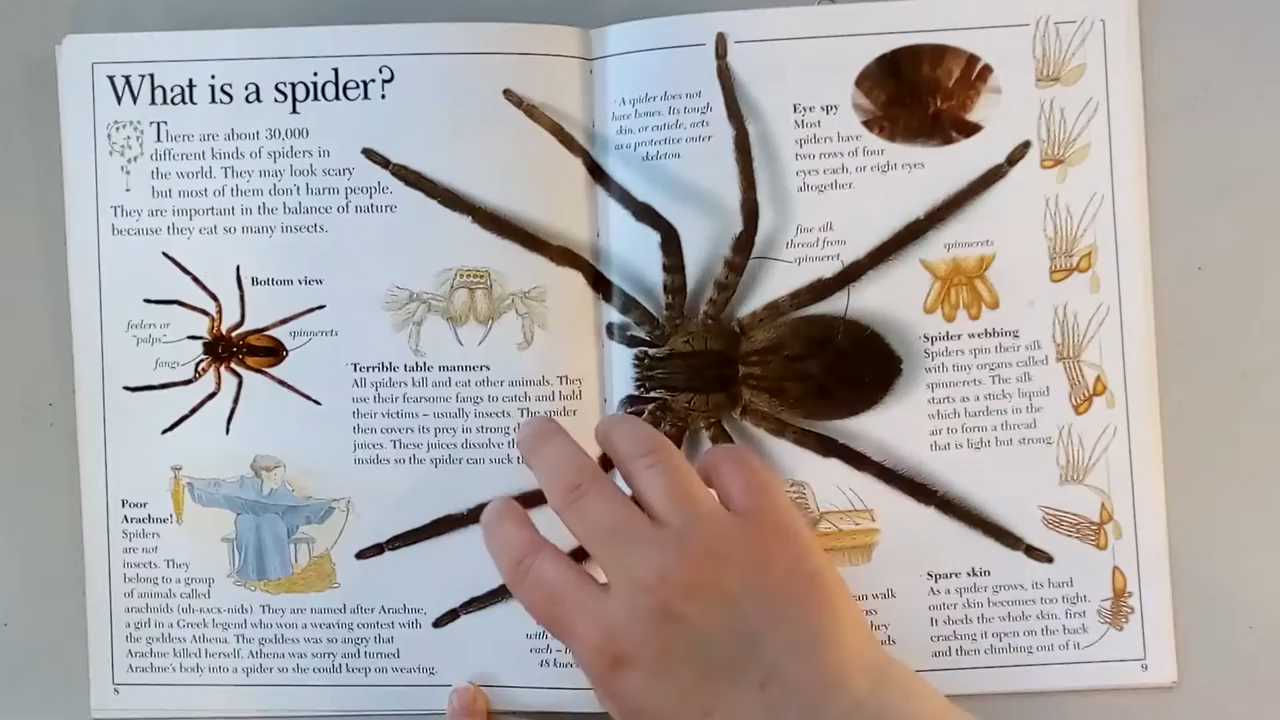 What is a spider?
There are about 30,000
different kinds of spiders in
the world. They may look scary
but most of them don't harm people.
They are important in the balance of nature
because they eat so many insects.
Bottom view
feelers or
"palps"
fangs
spinnerets
Terrible table manners
All spiders kill and eat other animals. They
use their fearsome fangs to catch and hold
their victims – usually insects. The spider
then covers its prey in strong
juices. These juices dissolve
insides so the spider can suck
Poor
Arachne!
Spiders
are not
insects. They
belong to a group
of animals called
arachnids (uh-RACK-nids) They are named after Arachne,
a girl in a Greek legend who won a weaving contest with
the goddess Athena. The goddess was so angry that
Arachne killed herself. Athena was sorry and turned
Arachne's body into a spider so she could keep on weaving.
8
A spider does not
have bones. Its tough
skin, or cuticle, acts
as a protective outer
skeleton.
Eye spy
Most
spiders have
two rows of four
eyes each, or eight eyes
altogether.
fine silk
thread from
spinneret
spinnerets
Spider webbing
Spiders spin their silk
with tiny organs called
spinnerets. The silk
starts as a sticky liquid
which hardens in the
air to form a thread
that is light but strong.
with
each –
48
walk
Spare skin
As a spider grows, its hard
outer skin becomes too tight.
It sheds the whole skin, first
cracking it open on the back
and then climbing out of it.
9